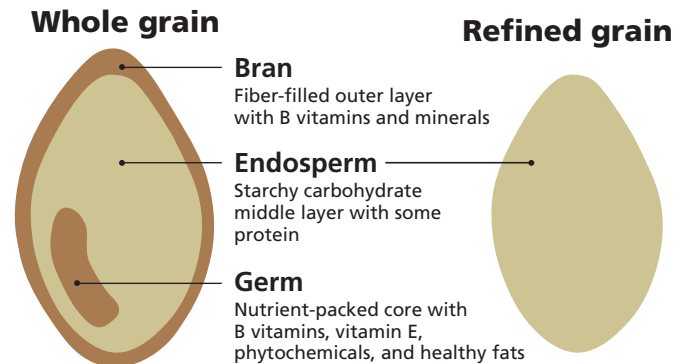 Whole grain
Refined grain
Bran
Fiber-filled outer layer
with B vitamins and minerals
Endosperm
Starchy carbohydrate
middle layer with some
protein
Germ
Nutrient-packed core with
B vitamins, vitamin E,
phytochemicals, and healthy fats